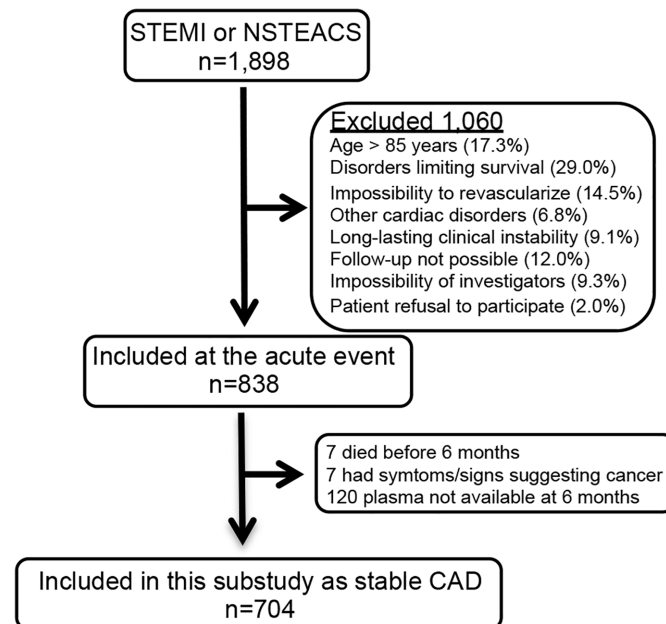 STEMI or NSTEACS
n=1,898
Excluded 1,060
Age > 85 years (17.3%)
Disorders limiting survival (29.0%)
Impossibility to revascularize (14.5%)
Other cardiac disorders (6.8%)
Long-lasting clinical instability (9.1%)
Follow-up not possible (12.0%)
Impossibility of investigators (9.3%)
Patient refusal to participate (2.0%)
Included at the acute event
n=838
7 died before 6 months
7 had symtoms/signs suggesting cancer
120 plasma not available at 6 months
Included in this substudy as stable CAD
n=704